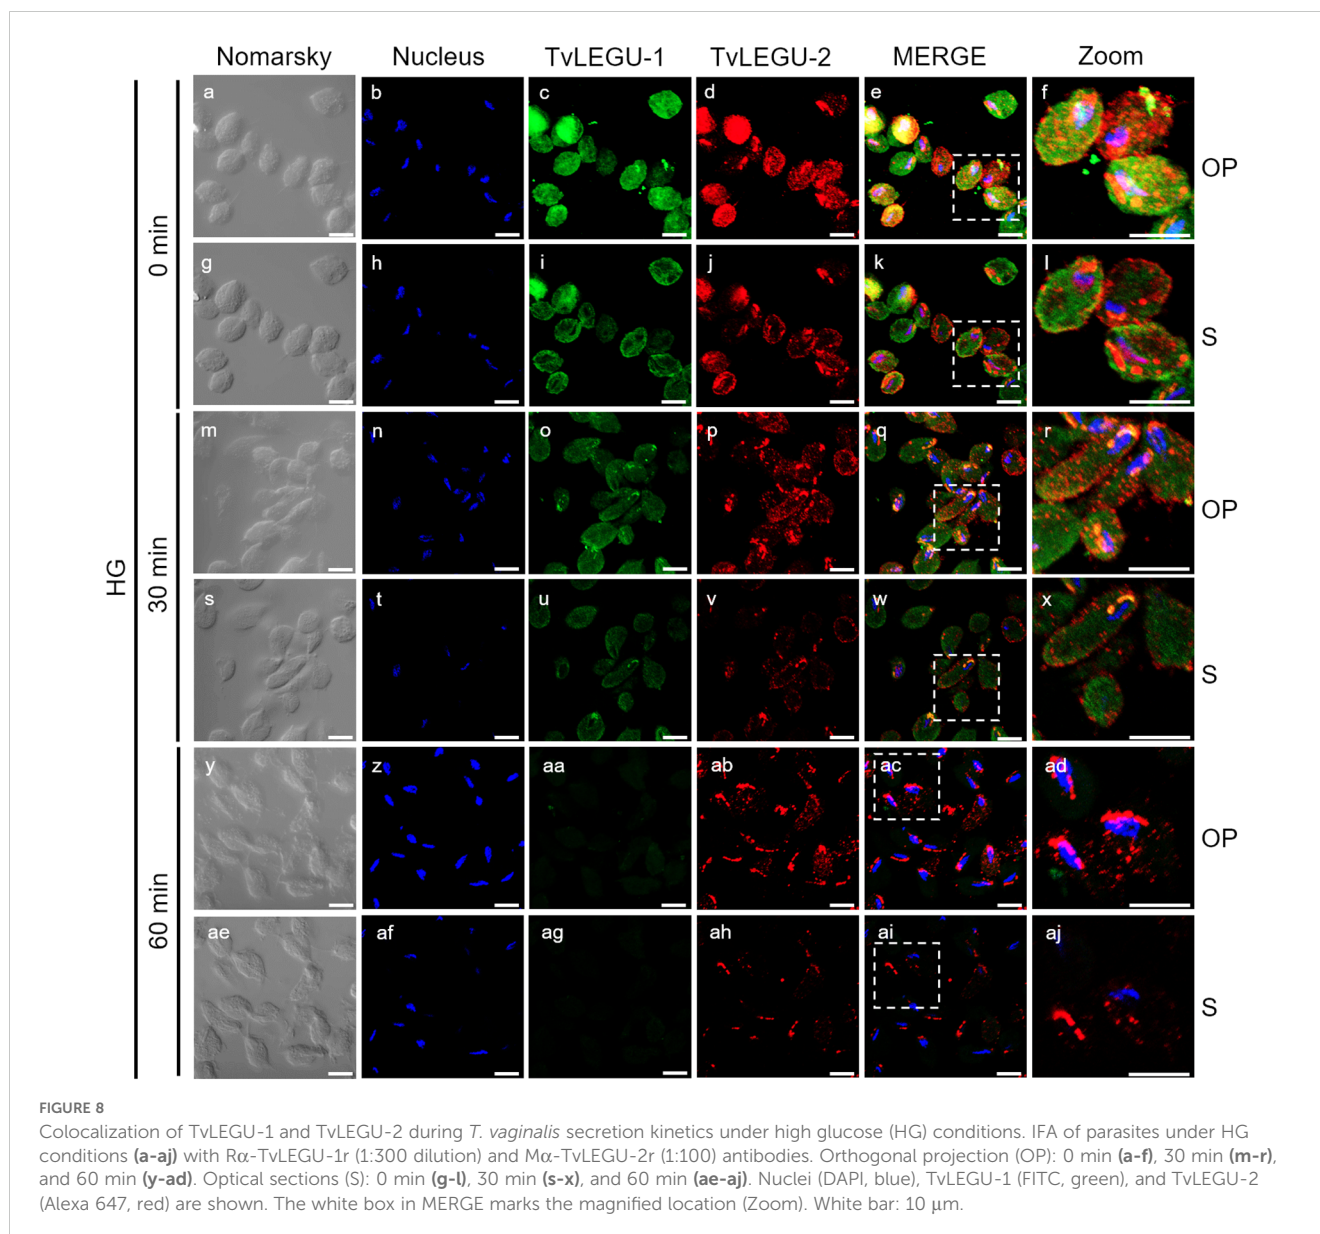 Nomarsky Nucleus TvLEGU-1 TvLEGU-2 MERGE Zoom
HG
0 min
a b c d e f OP
g h i j k l S
30 min
m n o p q r OP
s t u v w x S
60 min
y z aa ab ac ad OP
ae af ag ah ai aj S
FIGURE 8
Colocalization of TvLEGU-1 and TvLEGU-2 during T. vaginalis secretion kinetics under high glucose (HG) conditions. IFA of parasites under HG
conditions (a-aj) with Rα-TvLEGU-1r (1:300 dilution) and Mα-TvLEGU-2r (1:100) antibodies. Orthogonal projection (OP): 0 min (a-f), 30 min (m-r),
and 60 min (y-ad). Optical sections (S): 0 min (g-l), 30 min (s-x), and 60 min (ae-aj). Nuclei (DAPI, blue), TvLEGU-1 (FITC, green), and TvLEGU-2
(Alexa 647, red) are shown. The white box in MERGE marks the magnified location (Zoom). White bar: 10 μm.